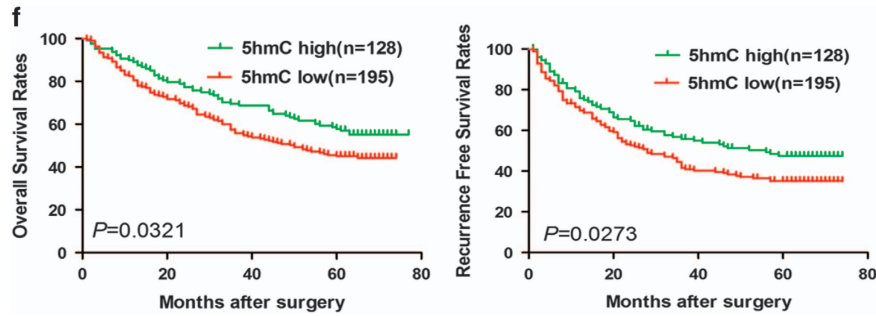 f
Overall Survival Rates
100
80
60
40
20
0
5hmC high(n=128)
5hmC low(n=195)
P=0.0321
0 20 40 60 80
Months after surgery
Recurrence Free Survival Rates
100
80
60
40
20
0
5hmC high(n=128)
5hmC low(n=195)
P=0.0273
0 20 40 60 80
Months after surgery